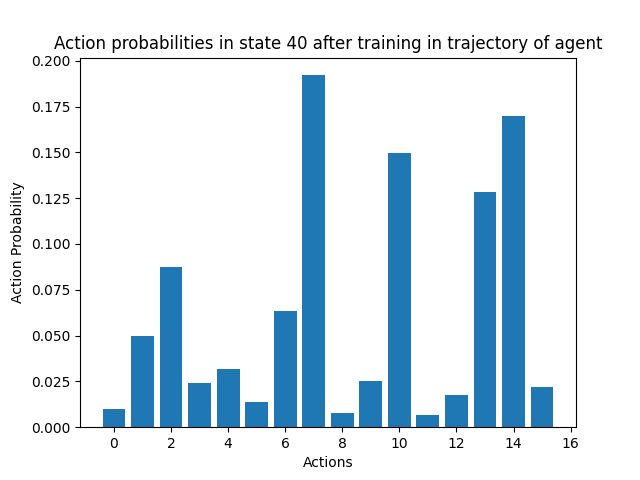 Action probabilities in state 40 after training in trajectory of agent
0.200
0.175
0.150
0.125
0.100
0.075
0.050
0.025
0.000
Action Probability
0 2 4 6 8 10 12 14 16
Actions